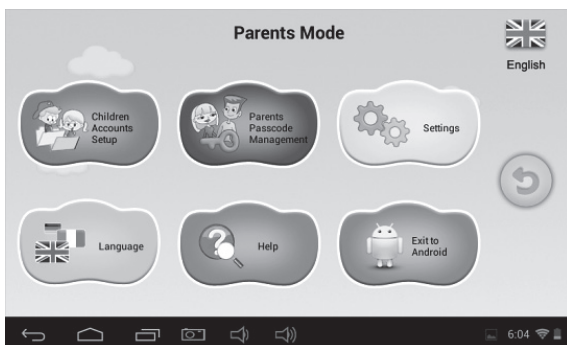 Parents Mode
English
Children
Accounts
Setup
Parents
Passcode
Management
Settings
Language
Help
Exit to
Android
6:04